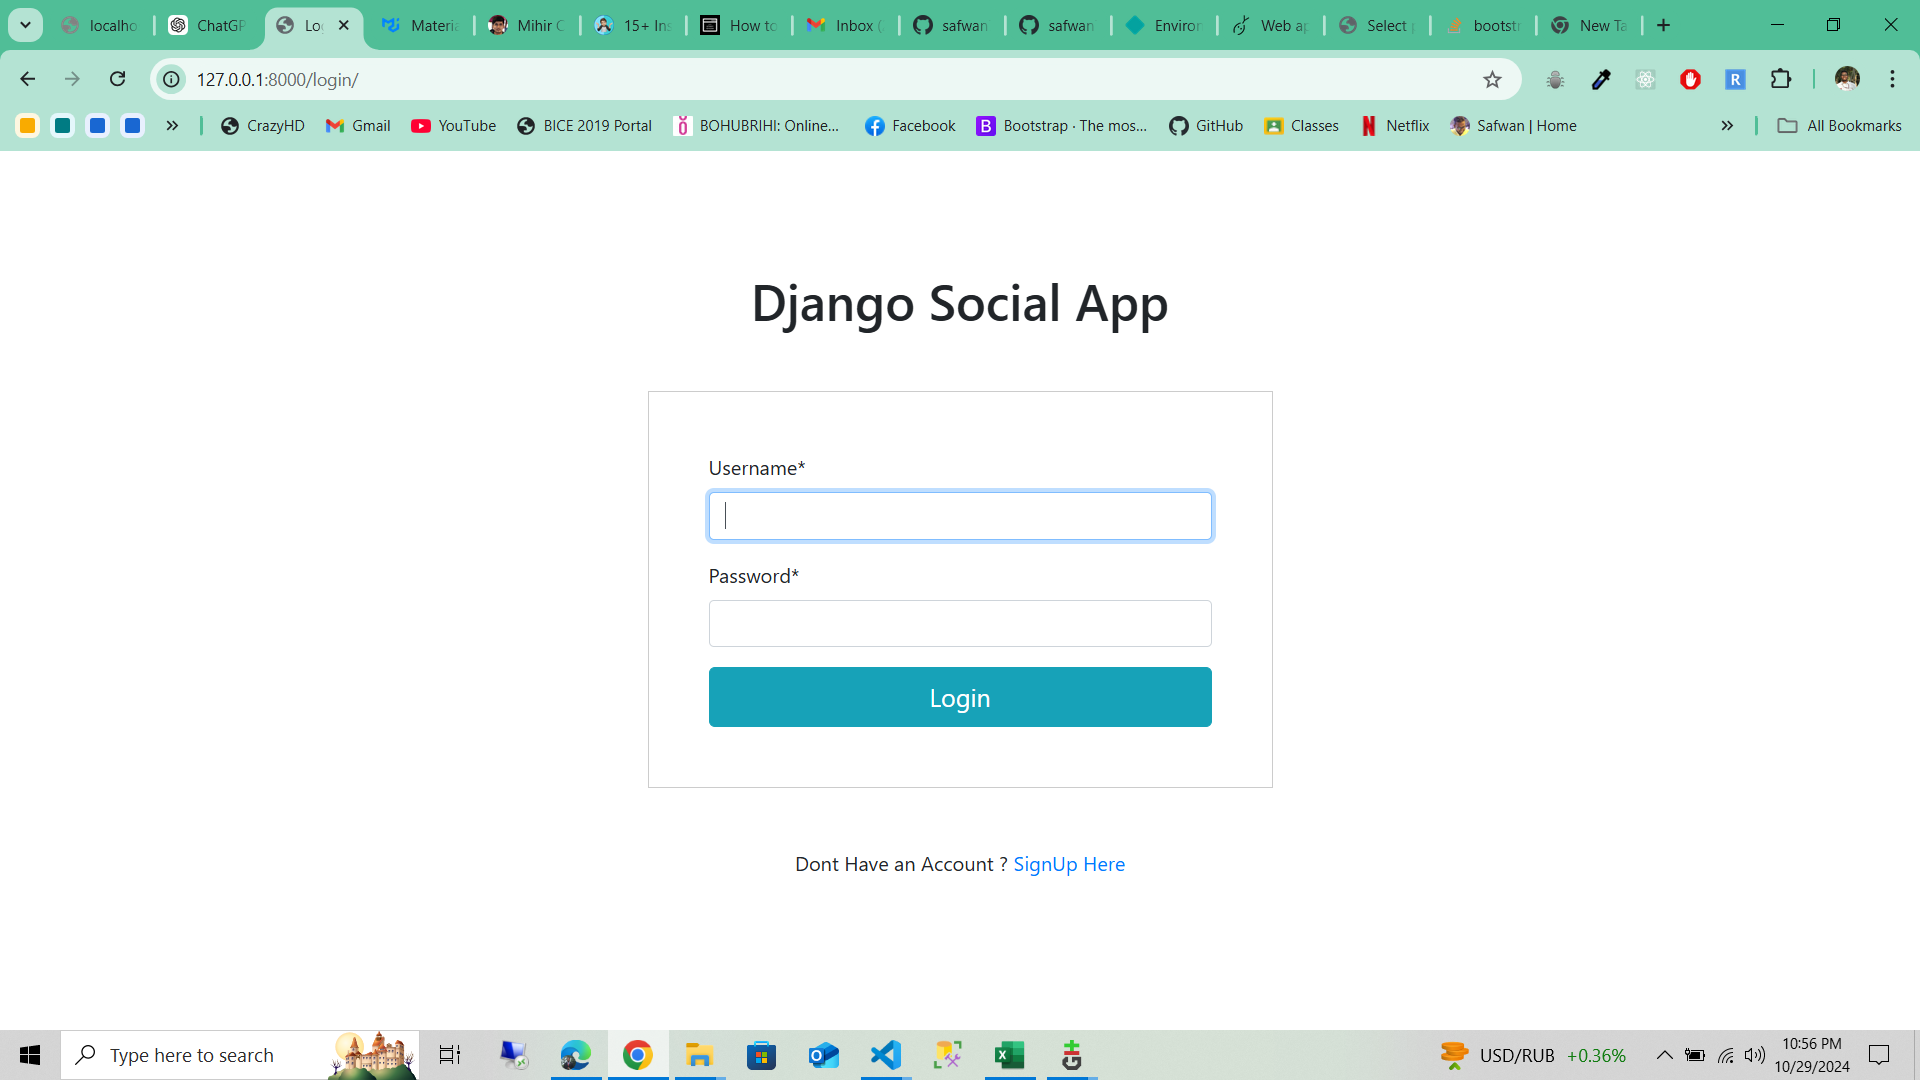 localho
ChatGP
Lo
Materia
Mihir C
15+ Ins
How to
Inbox (
safwan
safwan
Environ
Web ap
Select p
bootstr
New Ta
127.0.0.1:8000/login/
CrazyHD
Gmail
YouTube
BICE 2019 Portal
BOHUBRIHI: Online...
Facebook
Bootstrap · The mos...
GitHub
Classes
Netflix
Safwan | Home
All Bookmarks
Django Social App
Username*
Password*
Login
Dont Have an Account ? SignUp Here
Type here to search
USD/RUB +0.36%
10:56 PM
10/29/2024